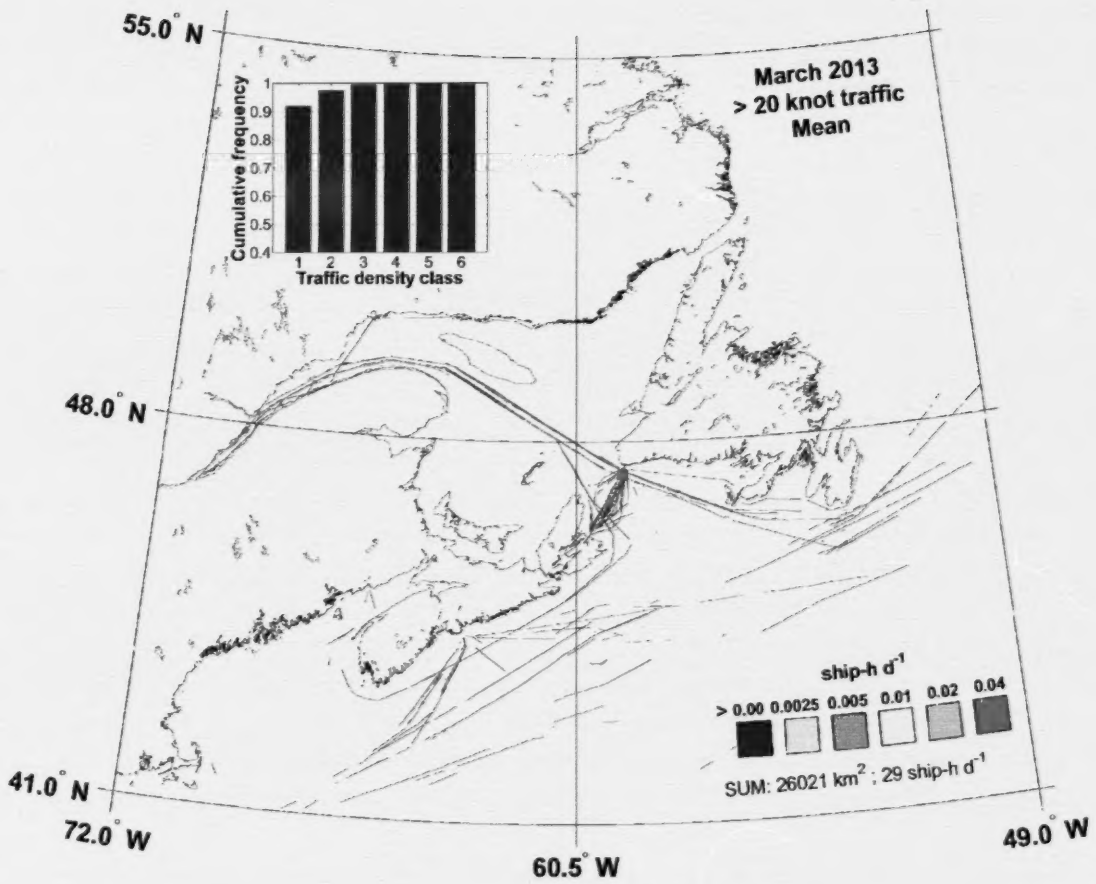 55.0° N
March 2013
> 20 knot traffic
Mean
Cumulative frequency
1
0.9
0.8
0.7
0.6
0.5
0.4
1 2 3 4 5 6
Traffic density class
48.0° N
ship-h d⁻¹
> 0.00 0.0025 0.005 0.01 0.02 0.04
SUM: 26021 km² ; 29 ship-h d⁻¹
41.0° N
72.0° W
60.5° W
49.0° W